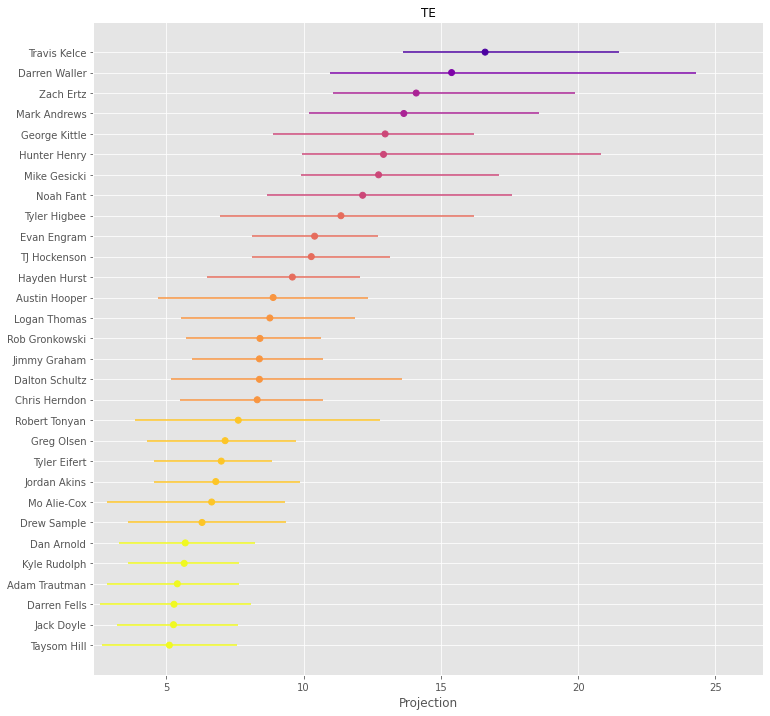 TE
Travis Kelce
Darren Waller
Zach Ertz
Mark Andrews
George Kittle
Hunter Henry
Mike Gesicki
Noah Fant
Tyler Higbee
Evan Engram
TJ Hockenson
Hayden Hurst
Austin Hooper
Logan Thomas
Rob Gronkowski
Jimmy Graham
Dalton Schultz
Chris Herndon
Robert Tonyan
Greg Olsen
Tyler Eifert
Jordan Akins
Mo Alie-Cox
Drew Sample
Dan Arnold
Kyle Rudolph
Adam Trautman
Darren Fells
Jack Doyle
Taysom Hill
5 10 15 20 25
Projection